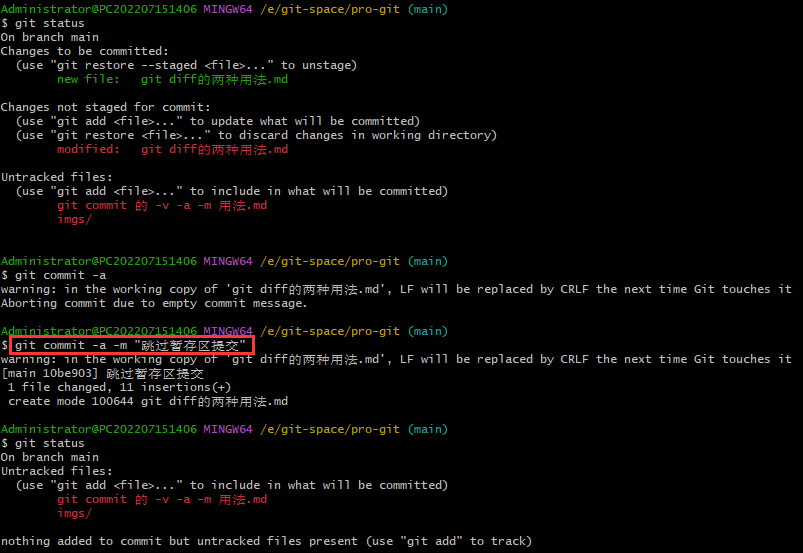 Administrator@PC202207151406 MINGW64 /e/git-space/pro-git (main)
$ git status
On branch main
Changes to be committed:
  (use "git restore --staged <file>..." to unstage)
        new file:   git diff的两种用法.md

Changes not staged for commit:
  (use "git add <file>..." to update what will be committed)
  (use "git restore <file>..." to discard changes in working directory)
        modified:   git diff的两种用法.md

Untracked files:
  (use "git add <file>..." to include in what will be committed)
        git commit 的 -v -a -m 用法.md
        imgs/

Administrator@PC202207151406 MINGW64 /e/git-space/pro-git (main)
$ git commit -a
warning: in the working copy of 'git diff的两种用法.md', LF will be replaced by CRLF the next time Git touches it
Aborting commit due to empty commit message.

Administrator@PC202207151406 MINGW64 /e/git-space/pro-git (main)
$ git commit -a -m "跳过暂存区提交"
warning: in the working copy of 'git diff的两种用法.md', LF will be replaced by CRLF the next time Git touches it
[main 10be903] 跳过暂存区提交
 1 file changed, 11 insertions(+)
 create mode 100644 git diff的两种用法.md

Administrator@PC202207151406 MINGW64 /e/git-space/pro-git (main)
$ git status
On branch main
Untracked files:
  (use "git add <file>..." to include in what will be committed)
        git commit 的 -v -a -m 用法.md
        imgs/

nothing added to commit but untracked files present (use "git add" to track)